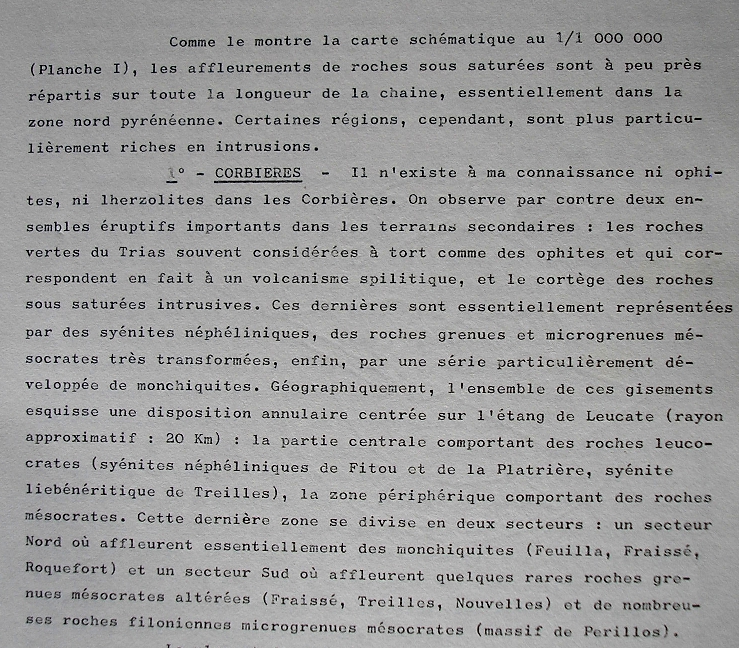 Comme le montre la carte schématique au 1/1 000 000
(Planche I), les affleurements de roches sous saturées sont à peu près
répartis sur toute la longueur de la chaine, essentiellement dans la
zone nord pyrénéenne. Certaines régions, cependant, sont plus particu-
lièrement riches en intrusions.
1° - CORBIERES - Il n'existe à ma connaissance ni ophi-
tes, ni lherzolites dans les Corbières. On observe par contre deux en-
sembles éruptifs importants dans les terrains secondaires : les roches
vertes du Trias souvent considérées à tort comme des ophites et qui cor-
respondent en fait à un volcanisme spilitique, et le cortège des roches
sous saturées intrusives. Ces dernières sont essentiellement représentées
par des syénites néphéliniques, des roches grenues et microgrenues mé-
socrates très transformées, enfin, par une série particulièrement dé-
veloppée de monchiquites. Géographiquement, l'ensemble de ces gisements
esquisse une disposition annulaire centrée sur l'étang de Leucate (rayon
approximatif : 20 Km) : la partie centrale comportant des roches leuco-
crates (syénites néphéliniques de Fitou et de la Platrière, syénite
liebénéritique de Treilles), la zone périphérique comportant des roches
mésocrates. Cette dernière zone se divise en deux secteurs : un secteur
Nord où affleurent essentiellement des monchiquites (Feuilla, Fraissé,
Roquefort) et un secteur Sud où affleurent quelques rares roches gre-
nues mésocrates altérées (Fraissé, Treilles, Nouvelles) et de nombreu-
ses roches filoniennes microgrenues mésocrates (massif de Perillos).